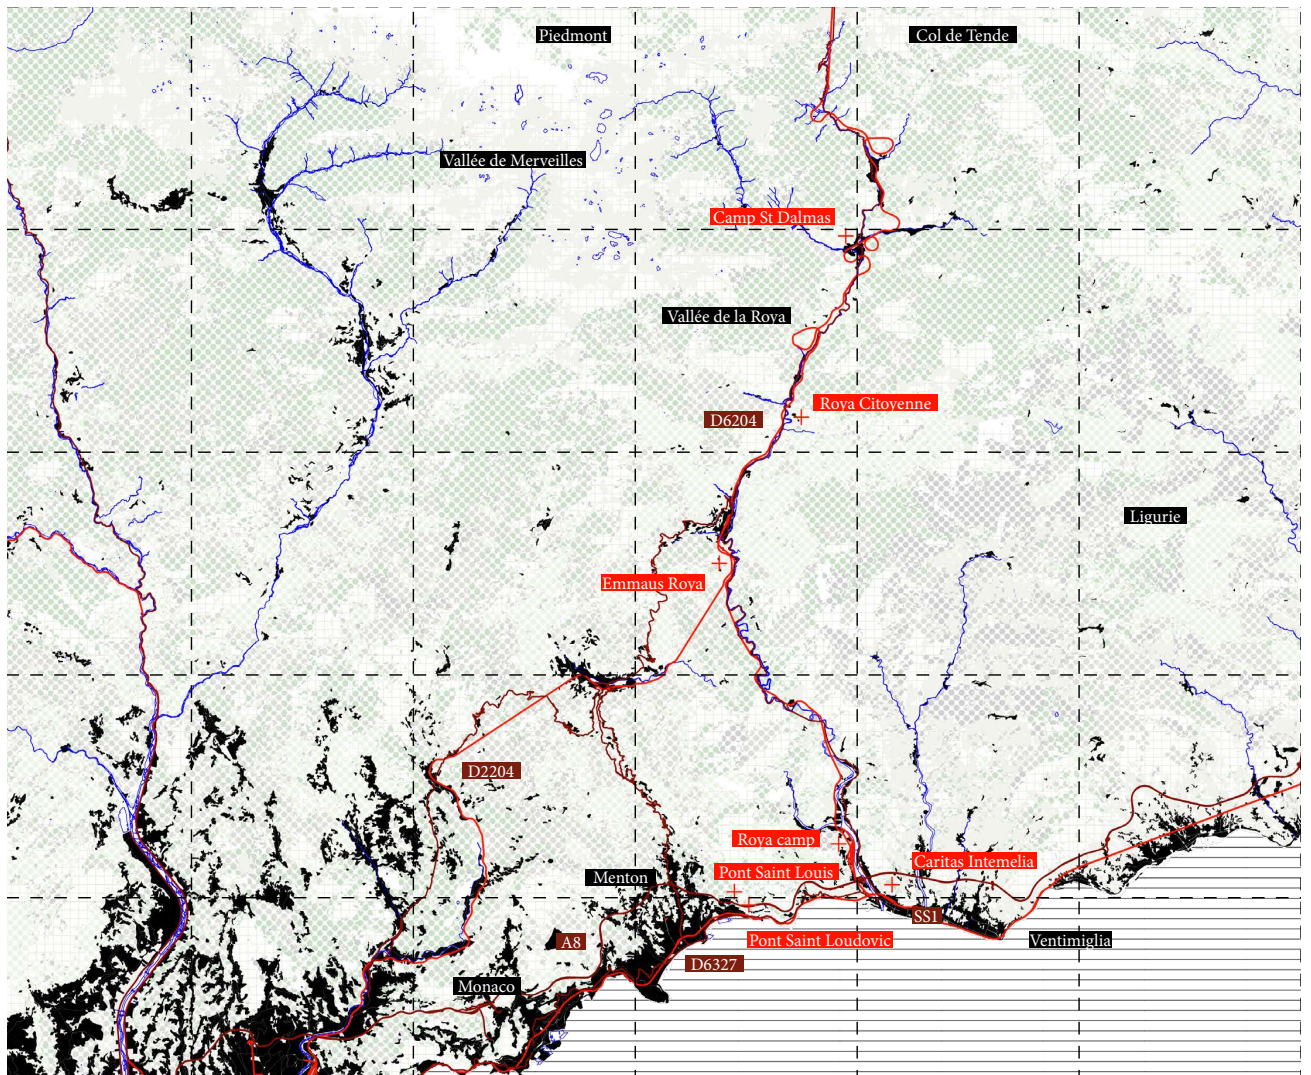 Piedmont
Col de Tende
Vallée de Merveilles
Camp St Dalmas
Vallée de la Roya
Roya Citoyenne
D6204
Ligurie
Emmaus Roya
D2204
Roya camp
Caritas Intemelia
Pont Saint Louis
Menton
SS1
Pont Saint Loudovic
Ventimiglia
A8
D6327
Monaco